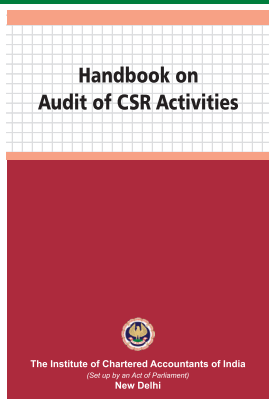 Handbook on
Audit of CSR Activities
The Institute of Chartered Accountants of India
(Set up by an Act of Parliament)
New Delhi